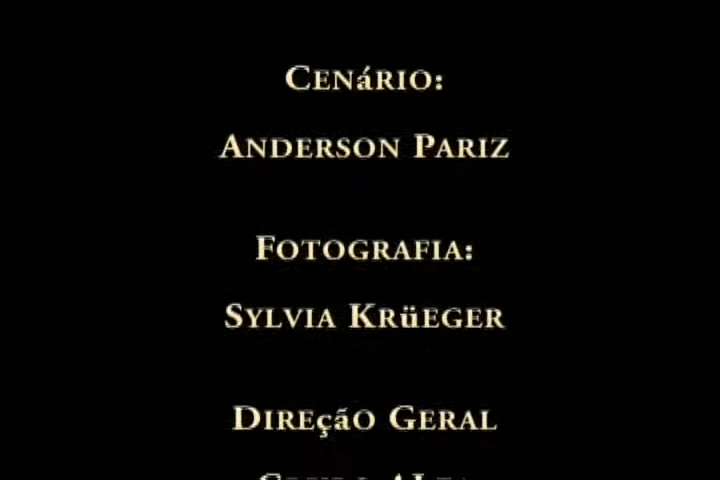 Cenário:
Anderson Pariz
Fotografia:
Sylvia Krüeger
Direção Geral